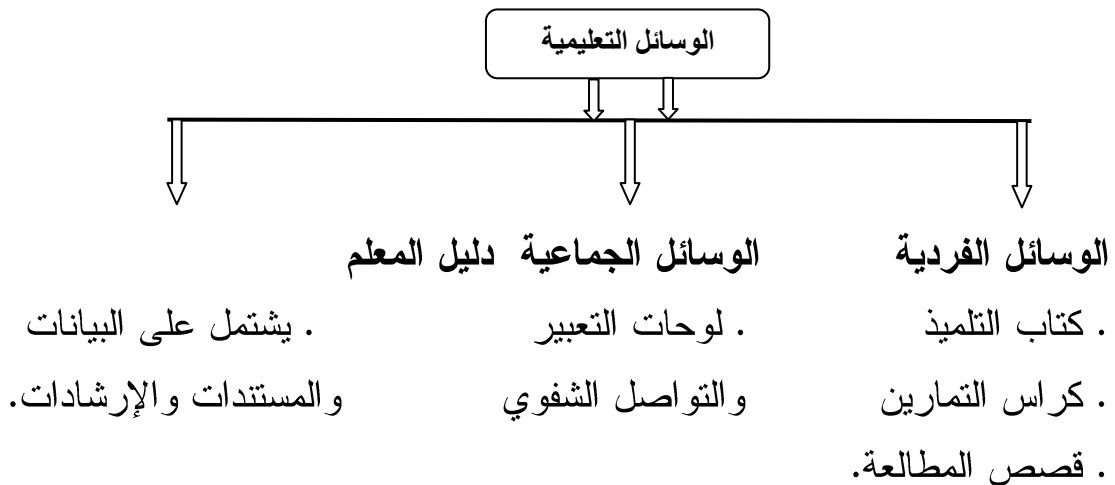 الوسائل التعليمية
الوسائل الفردية الوسائل الجماعية دليل المعلم
. كتاب التلميذ . لوحات التعبير . يشتمل على البيانات
. كراس التمارين والتواصل الشفوي والمستندات والإرشادات.
. قصص المطالعة.